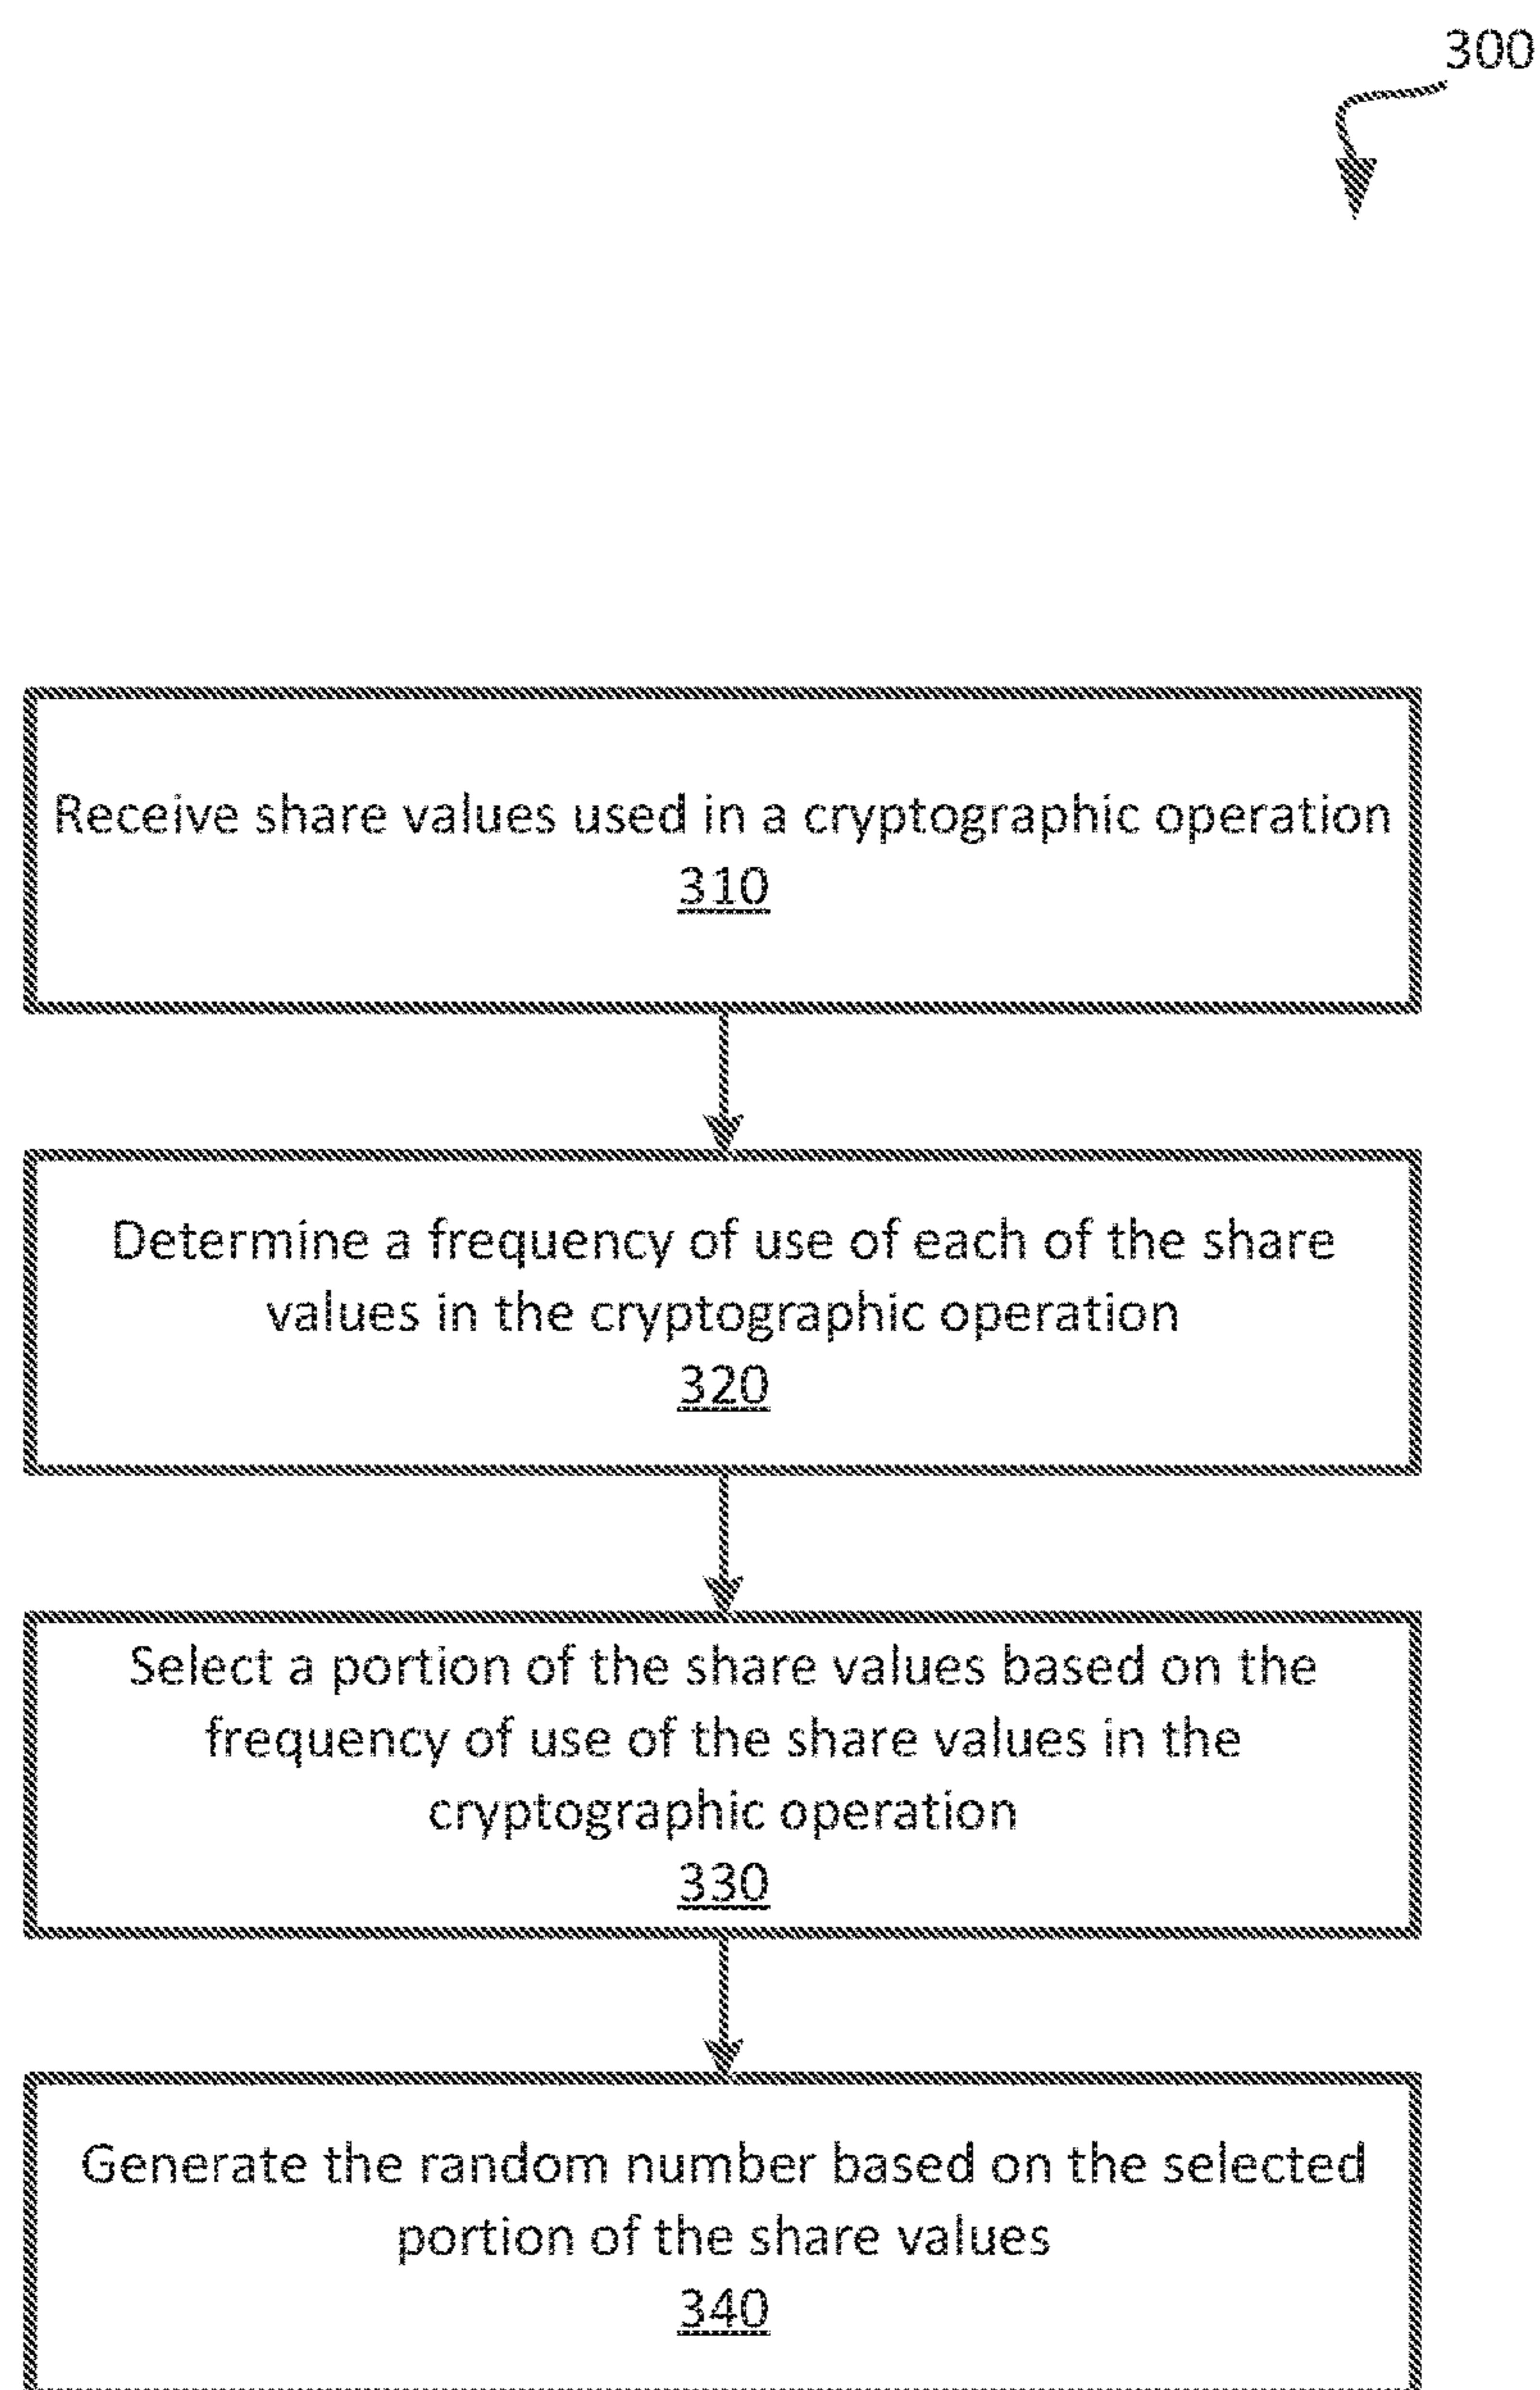 300
Receive share values used in a cryptographic operation
310
Determine a frequency of use of each of the share
values in the cryptographic operation
320
Select a portion of the share values based on the
frequency of use of the share values in the
cryptographic operation
330
Generate the random number based on the selected
portion of the share values
340